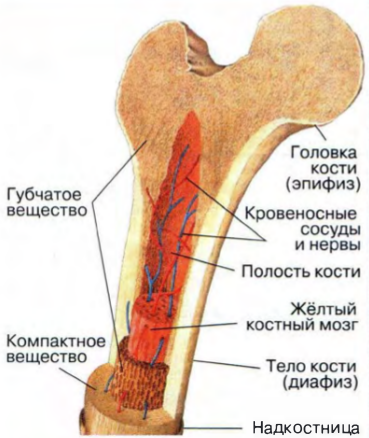 Головка
кости
(эпифиз)
Губчатое
вещество
Кровеносные
сосуды
и нервы
Полость кости
Жёлтый
костный мозг
Компактное
вещество
Тело кости
(диафиз)
Надкостница